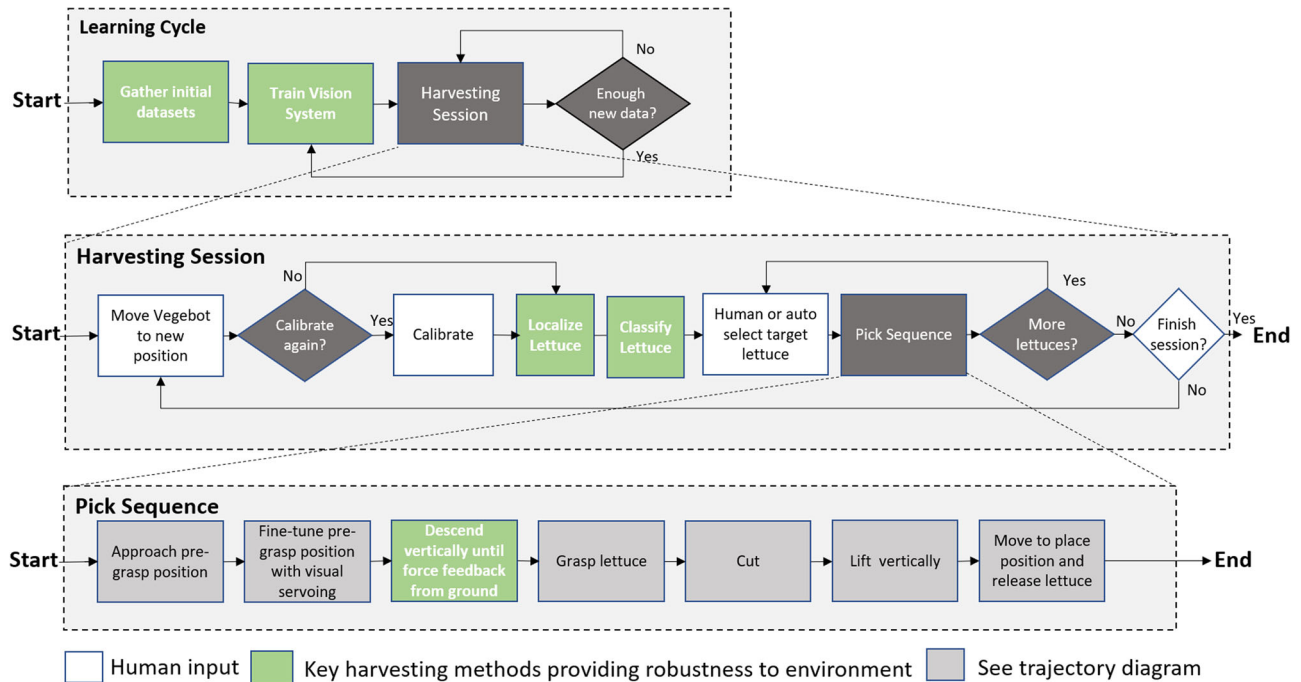 Learning Cycle
Start
Gather initial
datasets
Train Vision
System
Harvesting
Session
Enough
new data?
No
Yes
Harvesting Session
Start
Move Vegebot
to new
position
Calibrate
again?
No
Yes
Calibrate
Localize
Lettuce
Classify
Lettuce
Human or auto
select target
lettuce
Pick Sequence
More
lettuces?
Yes
No
Finish
session?
Yes
No
End
Pick Sequence
Start
Approach pre-
grasp position
Fine-tune pre-
grasp position
with visual
servoing
Descend
vertically until
force feedback
from ground
Grasp lettuce
Cut
Lift vertically
Move to place
position and
release lettuce
End
Human input
Key harvesting methods providing robustness to environment
See trajectory diagram